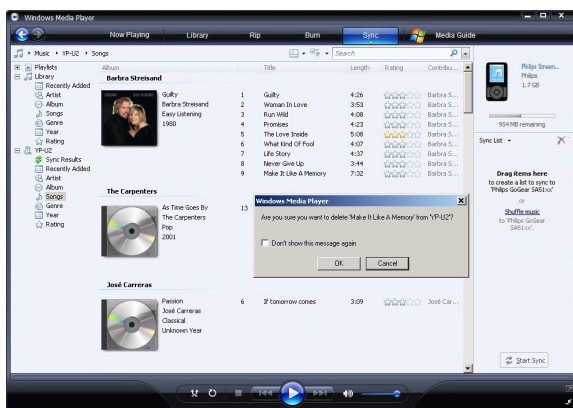 Windows Media Player
Now Playing Library Rip Burn Sync Media Guide
Music YP-U2 Songs Search
Playlists
Library
Recently Added
Artist
Album
Songs
Genre
Year
Rating
YP-U2
Sync Results
Recently Added
Artist
Album
Songs
Genre
Year
Rating
Album Title Length Rating Contribu...
Barbra Streisand
Guilty
Barbra Streisand
Easy Listening
1980
1 Guilty 4:26 Barbra S...
2 Woman In Love 3:53 Barbra S...
3 Run Wild 4:08 Barbra S...
4 Promises 4:23 Barbra S...
5 The Love Inside 5:08 Barbra S...
6 What Kind Of Fool 4:07 Barbra S...
7 Life Story 4:37 Barbra S...
8 Never Give Up 3:44 Barbra S...
9 Make It Like A Memory 7:32 Barbra S...
The Carpenters
As Time Goes By
The Carpenters
Pop
2001
13
Windows Media Player
Are you sure you want to delete 'Make It Like A Memory' from 'YP-U2'?
Don't show this message again
OK Cancel
José Carreras
Passion
José Carreras
Classical
Unknown Year
6 If tomorrow comes 3:09 José Car...
Philips Stream...
Philips
1.7 GB
954 MB remaining
Sync List
Drag items here
to create a list to sync to
'Philips GoGear SA51xx'.
or
Shuffle music
to 'Philips GoGear
SA51xx'.
Start Sync